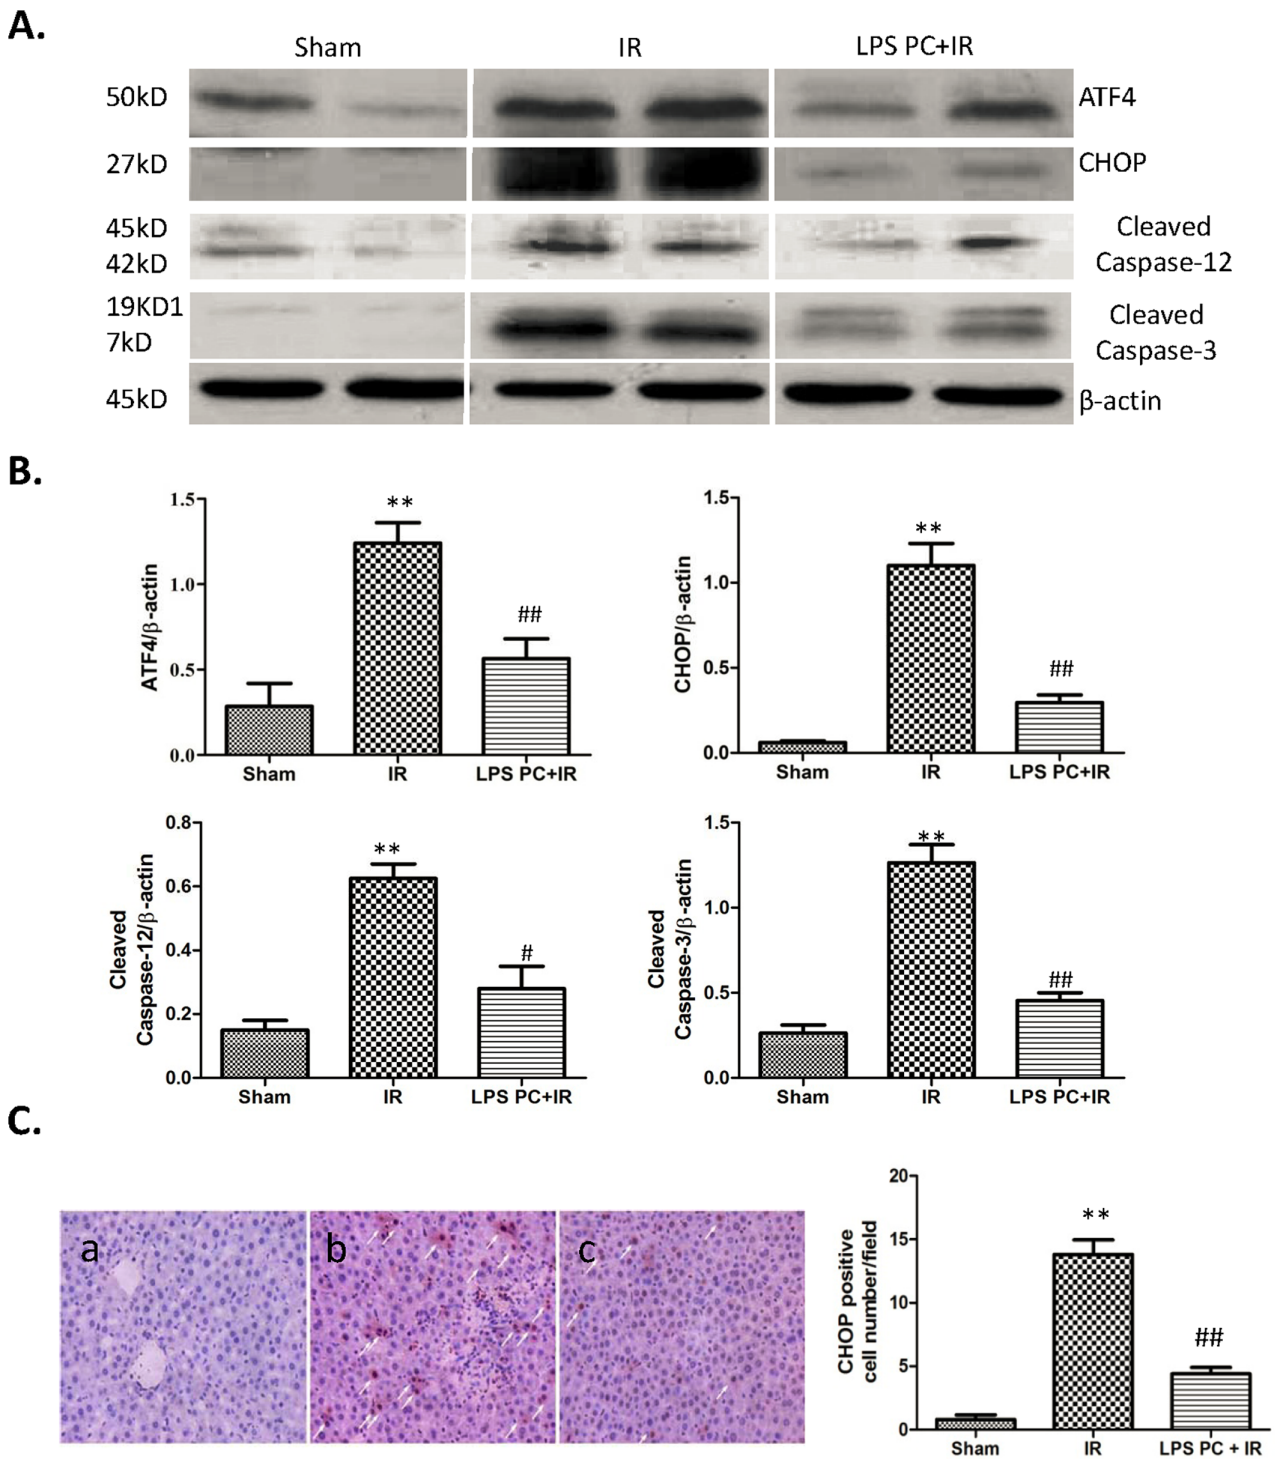 A.
Sham IR LPS PC+IR
50kD ATF4
27kD CHOP
45kD
42kD
Cleaved
Caspase-12
19KD1
7kD
Cleaved
Caspase-3
45kD β-actin
B.
ATF4/β-actin
1.5
1.0
0.5
0.0
**
##
Sham IR LPS PC+IR
CHOP/β-actin
1.5
1.0
0.5
0.0
**
##
Sham IR LPS PC+IR
Cleaved
Caspase-12/β-actin
0.8
0.6
0.4
0.2
0.0
**
#
Sham IR LPS PC+IR
Cleaved
Caspase-3/β-actin
1.5
1.0
0.5
0.0
**
##
Sham IR LPS PC+IR
C.
a b c
CHOP positive
cell number/field
20
15
10
5
0
**
##
Sham IR LPS PC + IR